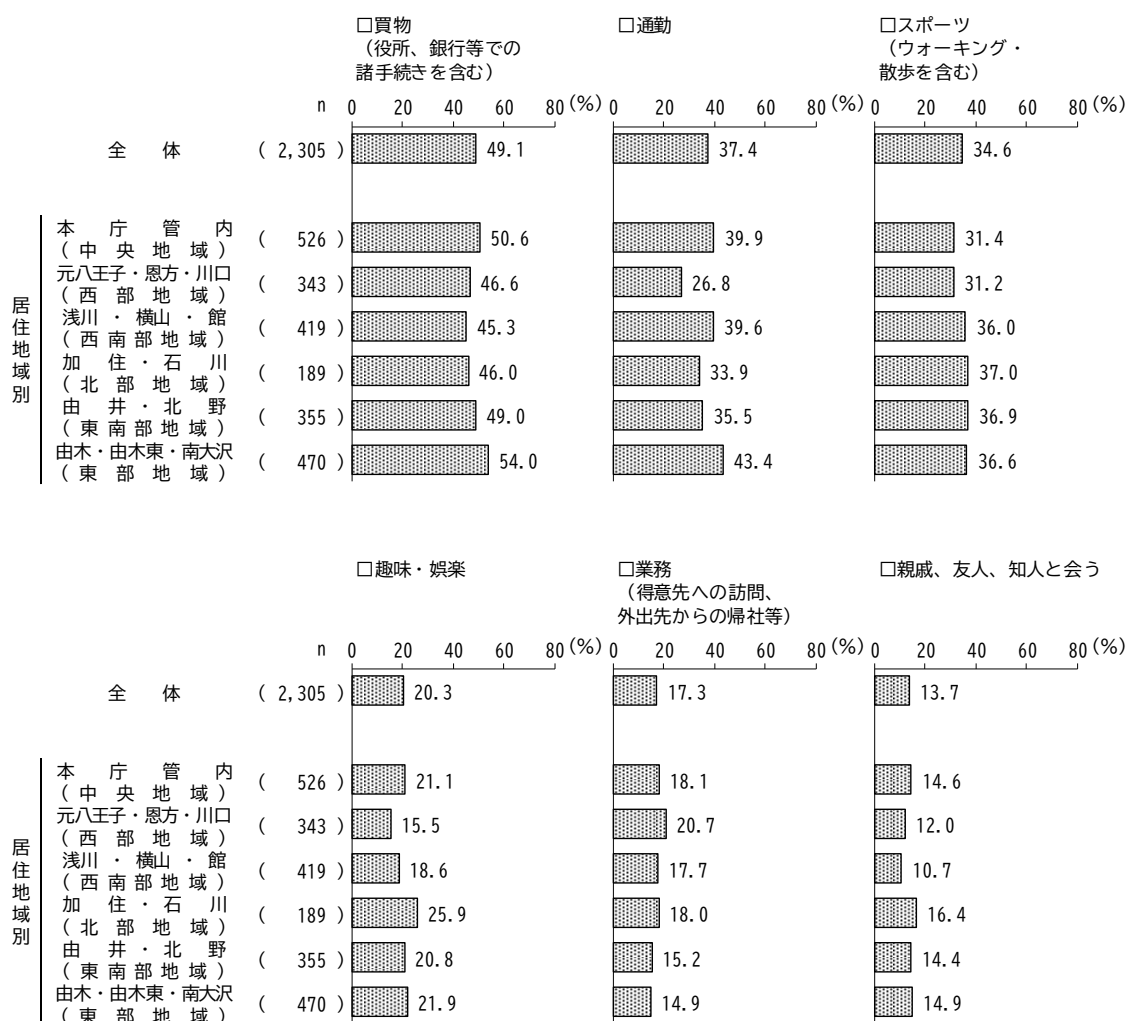 □買物 □通勤 □スポーツ
（役所、銀行等での （ウォーキング・
諸手続きを含む） 散歩を含む）
n 0 20 40 60 80 (%) 0 20 40 60 80 (%) 0 20 40 60 80 (%)
全 体 ( 2,305 ) 49.1 37.4 34.6
居住地域別
本 庁 管 内
（中 央 地 域） ( 526 ) 50.6 39.9 31.4
元八王子・恩方・川口
（西 部 地 域） ( 343 ) 46.6 26.8 31.2
浅川 ・ 横山 ・ 館
（西南部地域） ( 419 ) 45.3 39.6 36.0
加 住・石 川
（北 部 地 域） ( 189 ) 46.0 33.9 37.0
由 井・北 野
（東南部地域） ( 355 ) 49.0 35.5 36.9
由木・由木東・南大沢
（東 部 地 域） ( 470 ) 54.0 43.4 36.6
□趣味・娯楽 □業務 □親戚、友人、知人と会う
（得意先への訪問、
外出先からの帰社等）
n 0 20 40 60 80 (%) 0 20 40 60 80 (%) 0 20 40 60 80 (%)
全 体 ( 2,305 ) 20.3 17.3 13.7
居住地域別
本 庁 管 内
（中 央 地 域） ( 526 ) 21.1 18.1 14.6
元八王子・恩方・川口
（西 部 地 域） ( 343 ) 15.5 20.7 12.0
浅川 ・ 横山 ・ 館
（西南部地域） ( 419 ) 18.6 17.7 10.7
加 住・石 川
（北 部 地 域） ( 189 ) 25.9 18.0 16.4
由 井・北 野
（東南部地域） ( 355 ) 20.8 15.2 14.4
由木・由木東・南大沢
（東 部 地 域） ( 470 ) 21.9 14.9 14.9